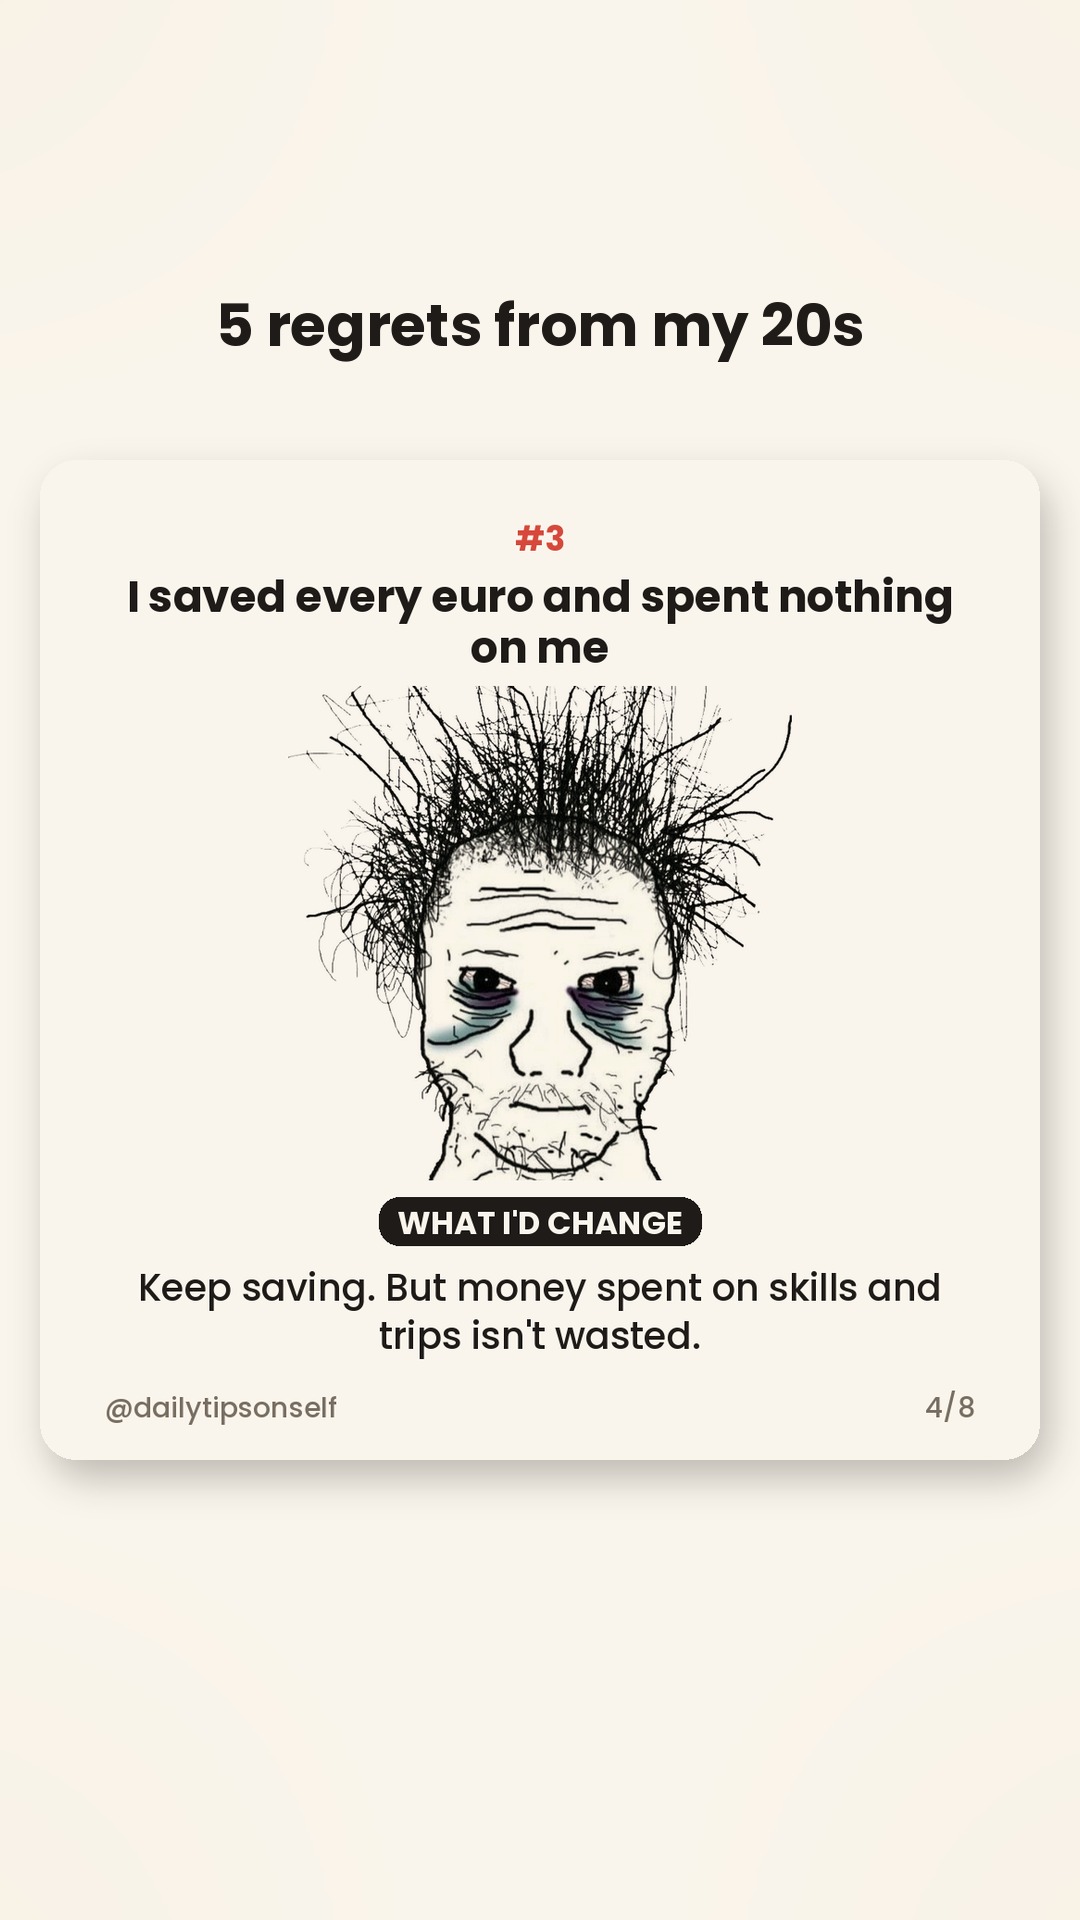 5 regrets from my 20s
#3
I saved every euro and spent nothing
on me
WHAT I'D CHANGE
Keep saving. But money spent on skills and
trips isn't wasted.
@dailytipsonself
4/8